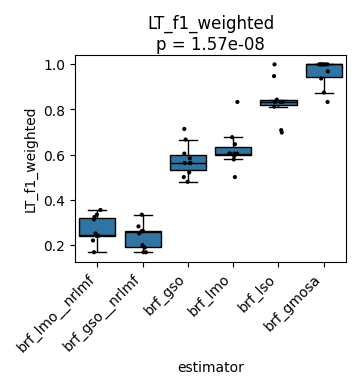 LT_f1_weighted
p = 1.57e-08
LT_f1_weighted
1.0
0.8
0.6
0.4
0.2
brf_lmo__nrlmf
brf_gso__nrlmf
brf_gso
brf_lmo
brf_lso
brf_gmosa
estimator